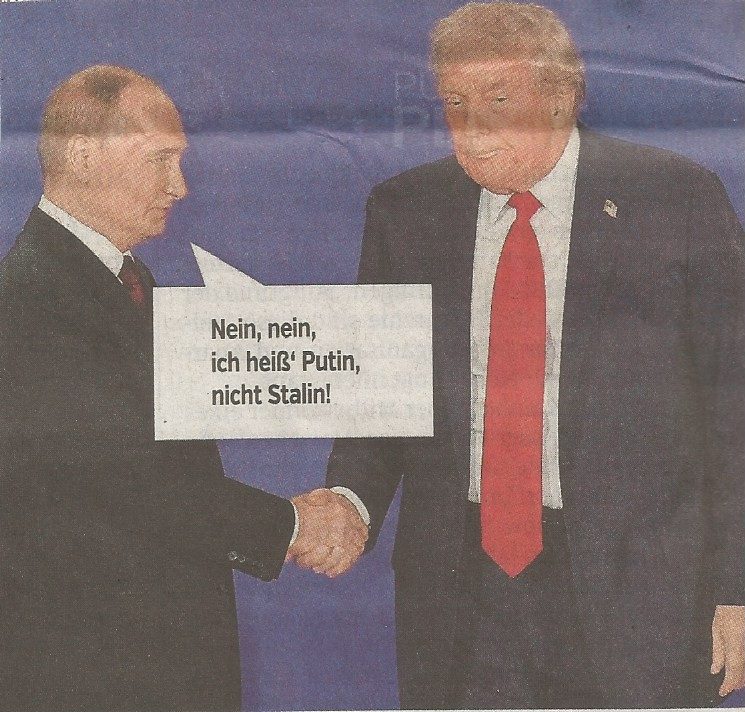 Nein, nein,
ich heiß‘ Putin,
nicht Stalin!